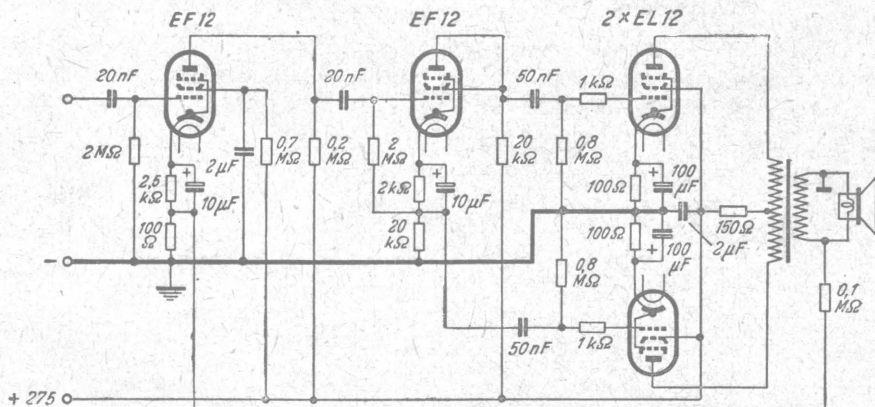 EF12
EF12
2×EL12
20nF
20nF
50nF
1kΩ
2MΩ
2μF
0,7
MΩ
0,2
MΩ
2
MΩ
20
kΩ
0,8
MΩ
2,5
kΩ
10μF
2kΩ
10μF
100Ω
100
μF
100
Ω
20
kΩ
100Ω
100
μF
150Ω
2μF
-
0,8
MΩ
0,1
MΩ
50nF
1kΩ
+ 275
+
+
+
+